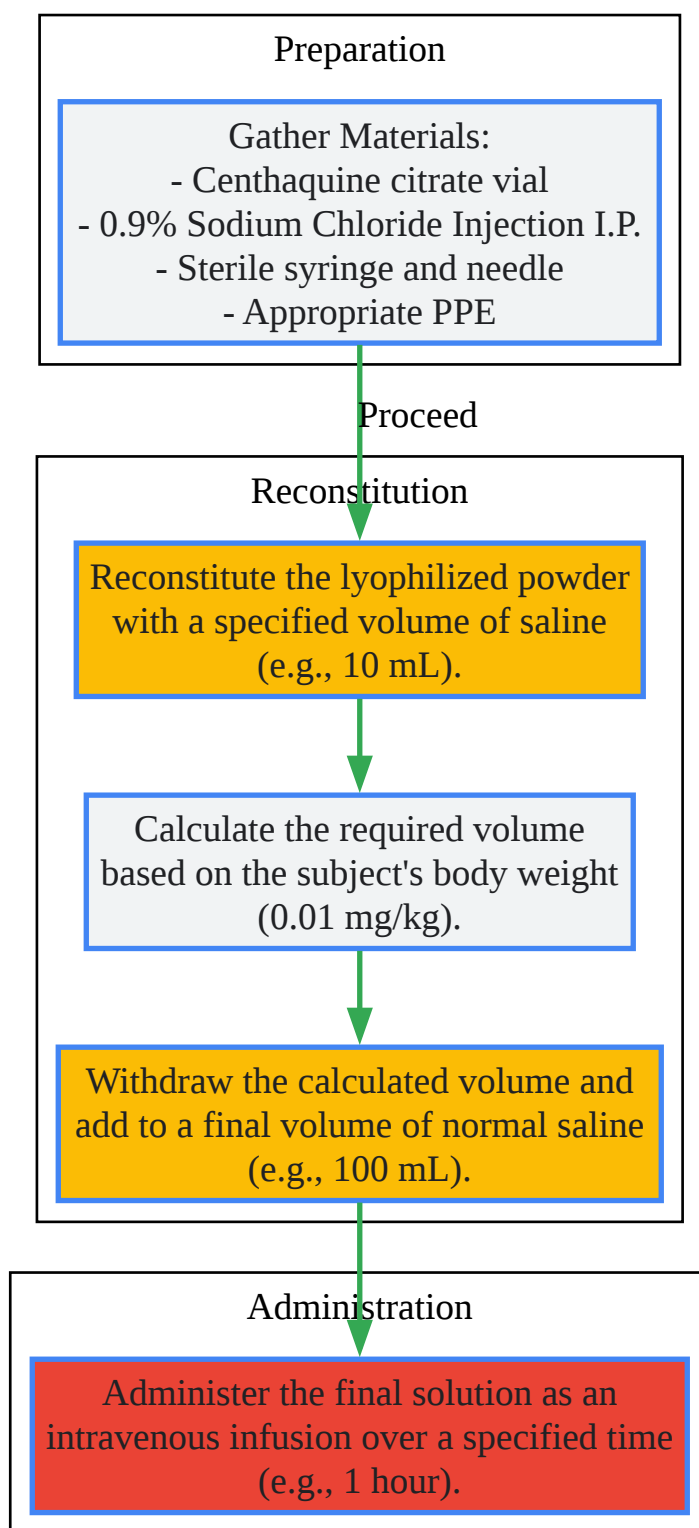 Preparation
Gather Materials:
- Centhaquine citrate vial
- 0.9% Sodium Chloride Injection I.P.
- Sterile syringe and needle
- Appropriate PPE
Proceed
Reconstitution
Reconstitute the lyophilized powder
with a specified volume of saline
(e.g., 10 mL).
Calculate the required volume
based on the subject's body weight
(0.01 mg/kg).
Withdraw the calculated volume and
add to a final volume of normal saline
(e.g., 100 mL).
Administration
Administer the final solution as an
intravenous infusion over a specified time
(e.g., 1 hour).